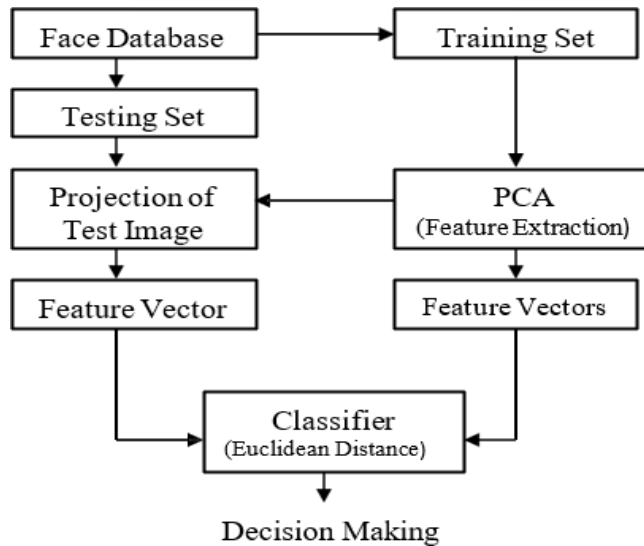 Face Database
Training Set
Testing Set
Projection of
Test Image
PCA
(Feature Extraction)
Feature Vector
Feature Vectors
Classifier
(Euclidean Distance)
Decision Making